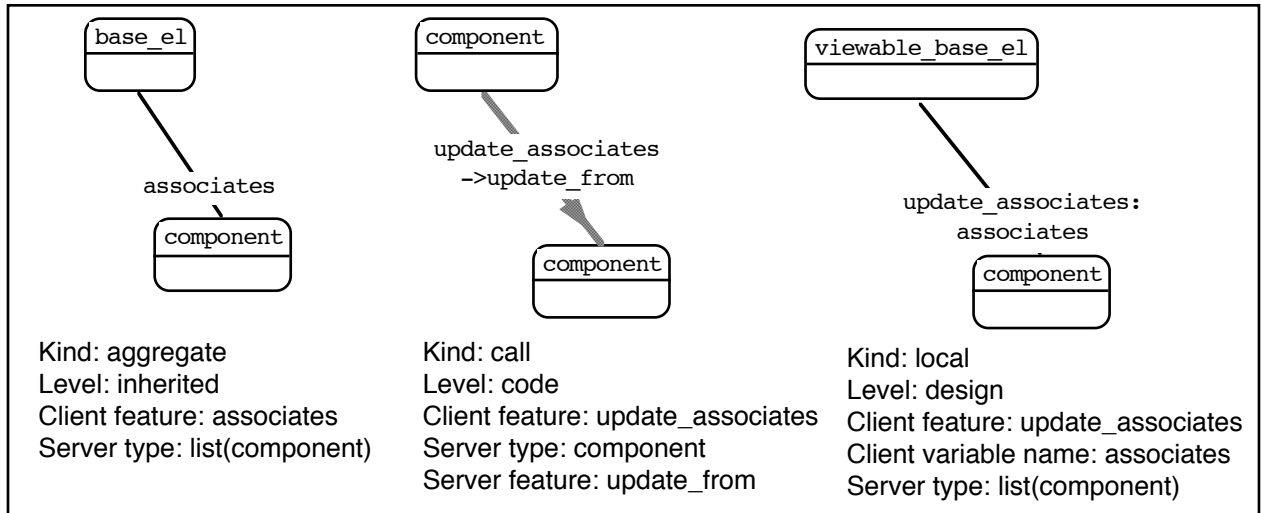 base_el
associates
component
Kind: aggregate
Level: inherited
Client feature: associates
Server type: list(component)
component
update_associates
->update_from
component
Kind: call
Level: code
Client feature: update_associates
Server type: component
Server feature: update_from
viewable_base_el
update_associates:
associates
component
Kind: local
Level: design
Client feature: update_associates
Client variable name: associates
Server type: list(component)